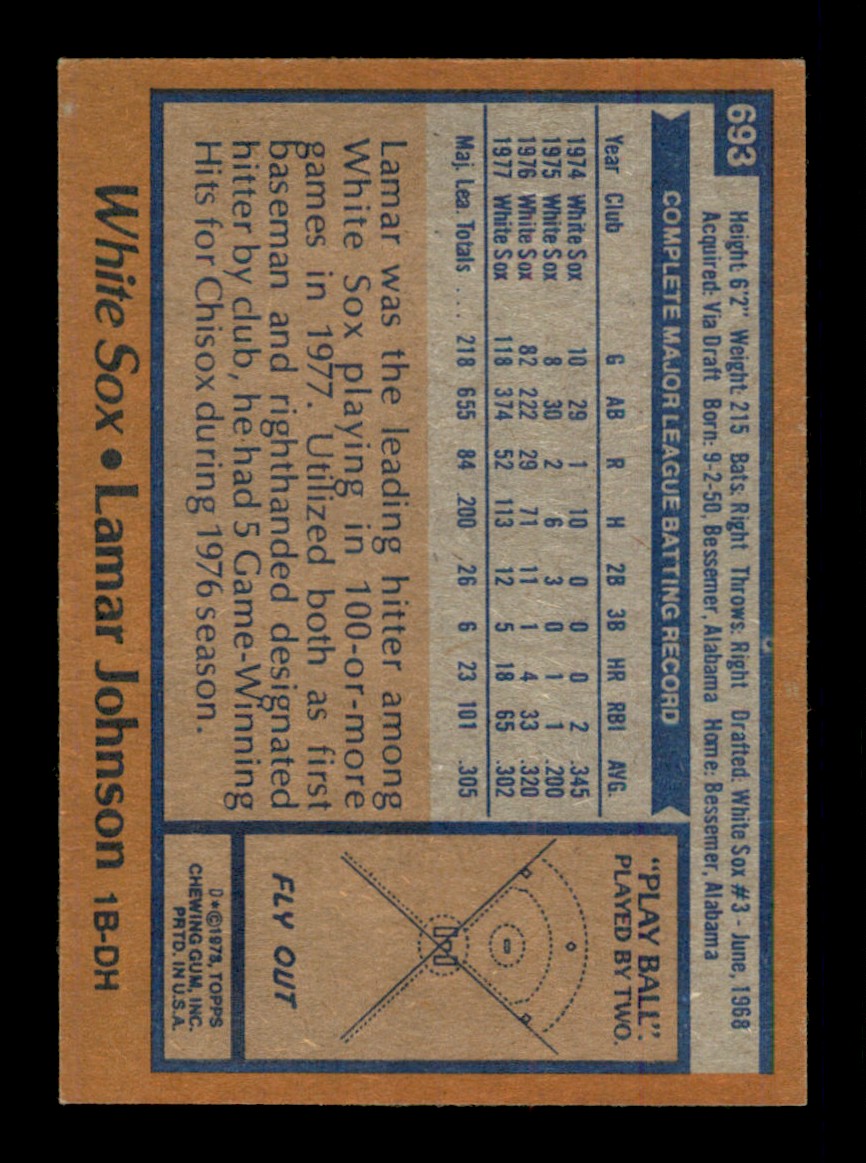 693
Height: 6'2" Weight: 215 Bats: Right Throws: Right Drafted: White Sox #3 - June, 1968
Acquired: Via Draft Born: 9-2-50, Bessemer, Alabama Home: Bessemer, Alabama
COMPLETE MAJOR LEAGUE BATTING RECORD
Year Club G AB R H 2B 3B HR RBI AVG.
1974 White Sox 10 29 1 10 0 0 0 2 .345
1975 White Sox 8 30 2 6 3 0 1 1 .200
1976 White Sox 82 222 29 71 11 1 4 33 .320
1977 White Sox 118 374 52 113 12 5 18 65 .302
Maj. Lea. Totals . . . 218 655 84 200 26 6 23 101 .305
Lamar was the leading hitter among
White Sox playing in 100-or-more
games in 1977. Utilized both as first
baseman and righthanded designated
hitter by club, he had 5 Game-Winning
Hits for Chisox during 1976 season.
"PLAY BALL".
PLAYED BY TWO.
FLY OUT
D*©1978, TOPPS
CHEWING GUM, INC.
PRTD. IN U.S.A.
White Sox • Lamar Johnson 1B-DH